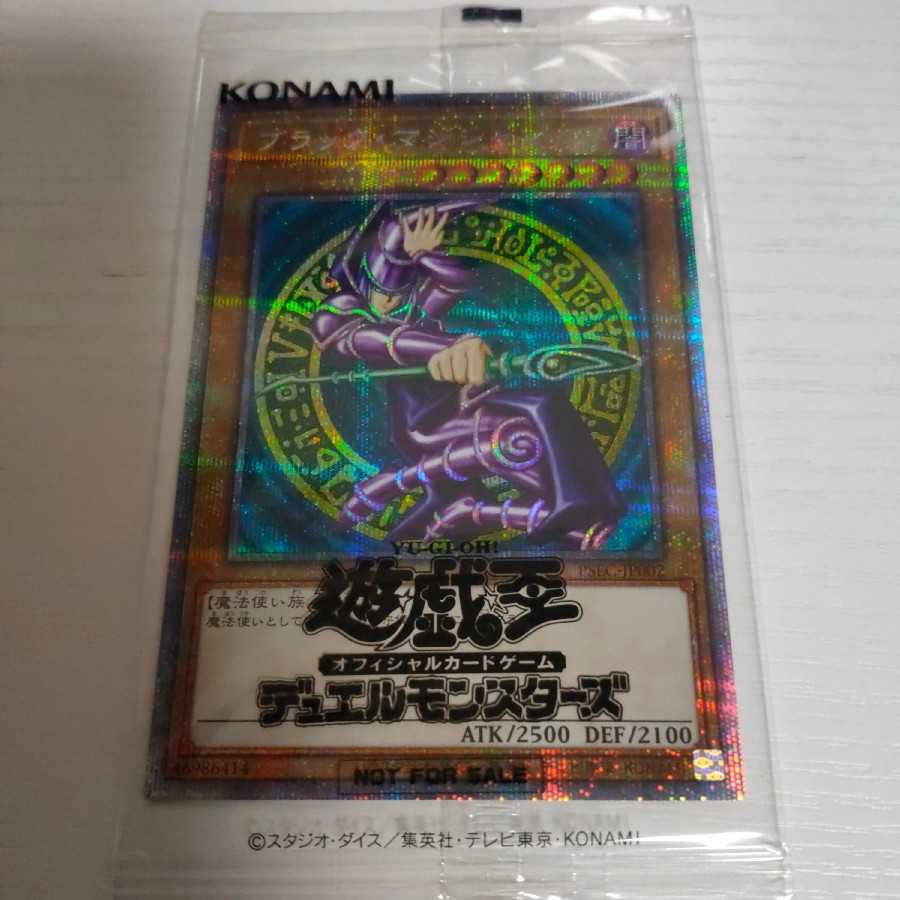 KONAMI
ブラック・マジシャン
闇
YU-GI-OH!
PSEC-JP002
【魔法使い族
魔法使いとして
遊戯王
オフィシャルカードゲーム
デュエルモンスターズ
ATK/2500 DEF/2100
46986414
NOT FOR SALE
©スタジオ・ダイス／集英社・テレビ東京・KONAMI